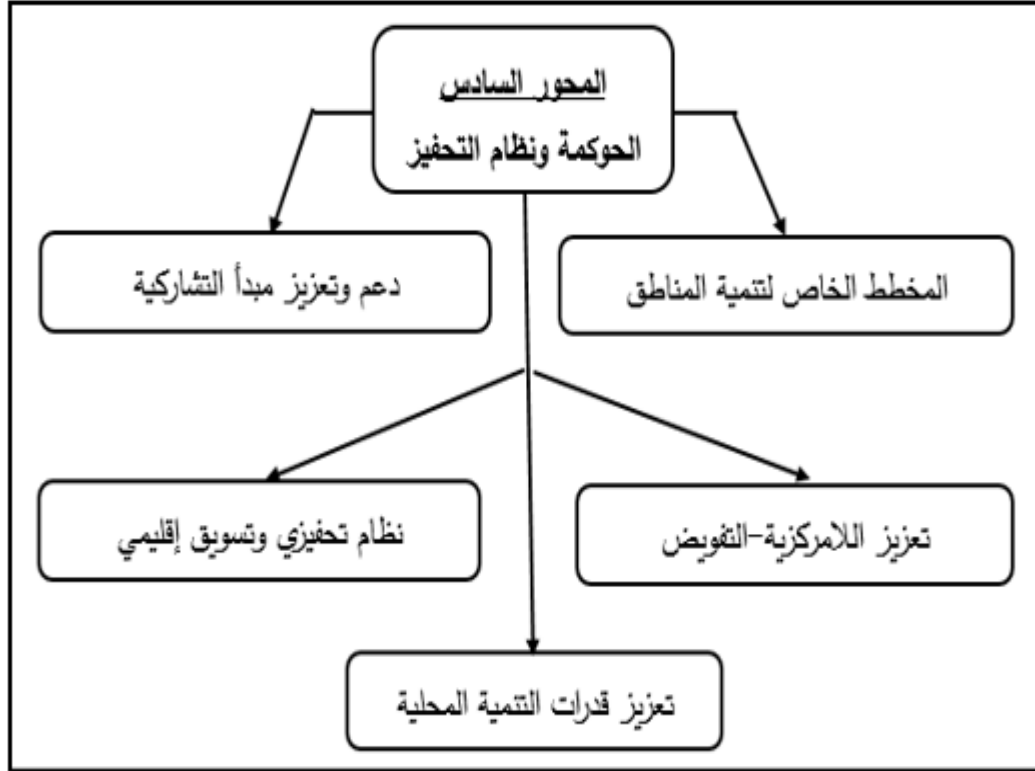 المحور السادس
الحوكمة ونظام التحفيز
المخطط الخاص لتنمية المناطق
دعم وتعزيز مبدأ التشاركية
تعزيز اللامركزية-التفويض
نظام تحفيزي وتسويق إقليمي
تعزيز قدرات التنمية المحلية